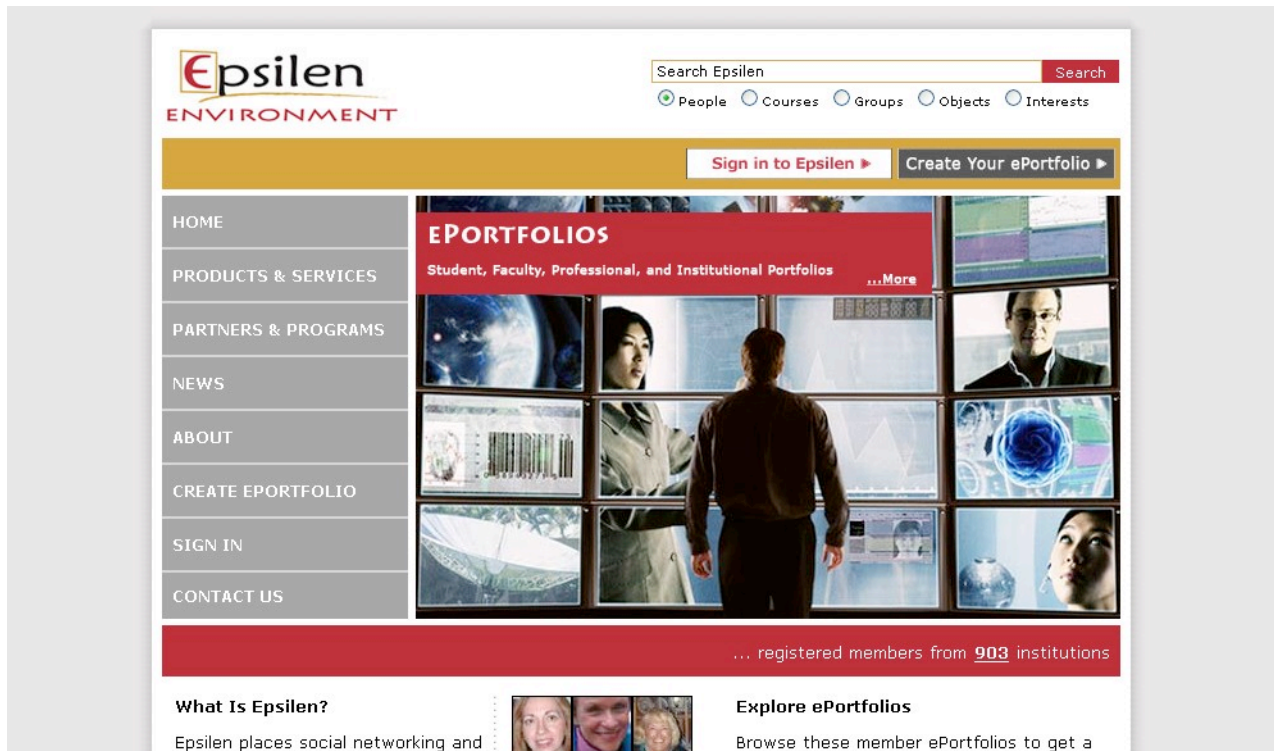 Epsilen
ENVIRONMENT
Search Epsilen
Search
People Courses Groups Objects Interests
Sign in to Epsilen
Create Your ePortfolio
HOME
PRODUCTS & SERVICES
PARTNERS & PROGRAMS
NEWS
ABOUT
CREATE EPORTFOLIO
SIGN IN
CONTACT US
EPORTFOLIOS
Student, Faculty, Professional, and Institutional Portfolios
...More
... registered members from 903 institutions
What Is Epsilen?
Epsilen places social networking and
Explore ePortfolios
Browse these member ePortfolios to get a